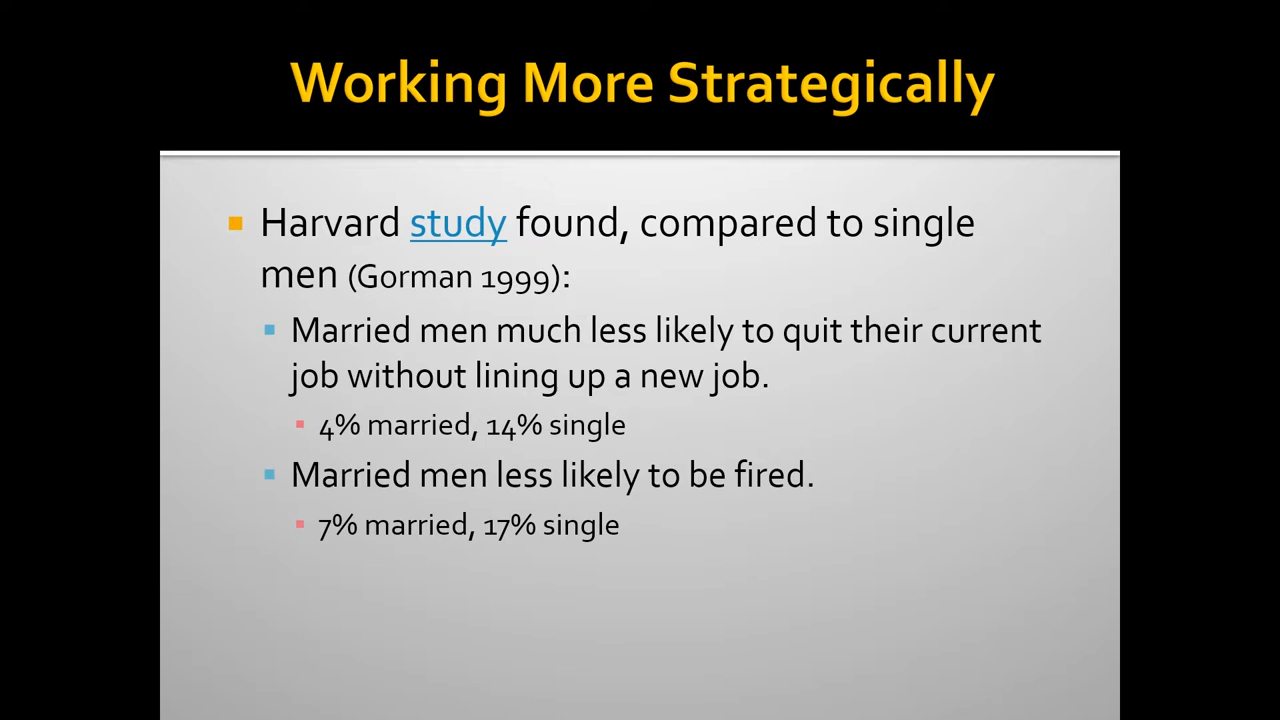 Working More Strategically
Harvard study found, compared to single
men (Gorman 1999):
Married men much less likely to quit their current
job without lining up a new job.
4% married, 14% single
Married men less likely to be fired.
7% married, 17% single